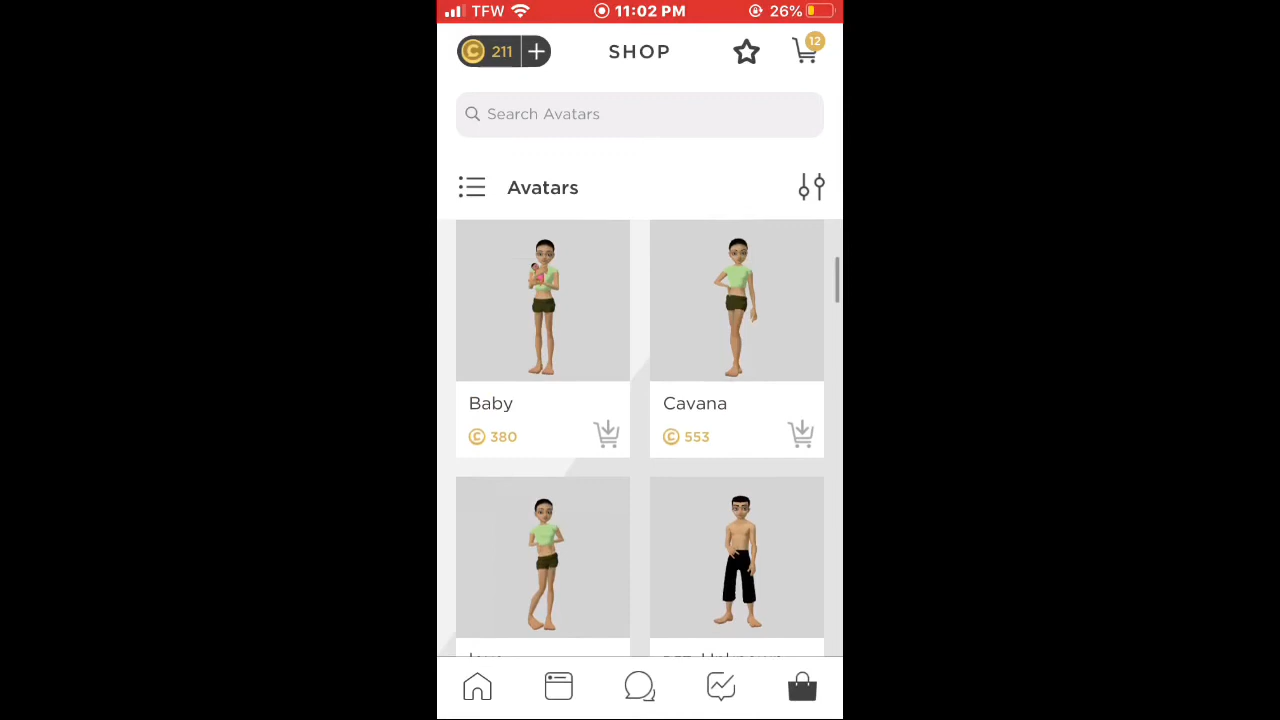 TFW 11:02 PM 26%
211 SHOP 12
Search Avatars
Avatars
Baby Cavana
380 553